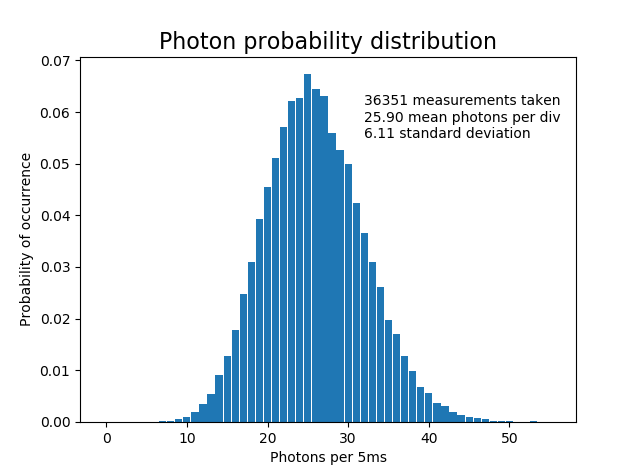 Photon probability distribution
0.07
0.06
0.05
0.04
0.03
0.02
0.01
0.00
Probability of occurrence
36351 measurements taken
25.90 mean photons per div
6.11 standard deviation
0 10 20 30 40 50
Photons per 5ms